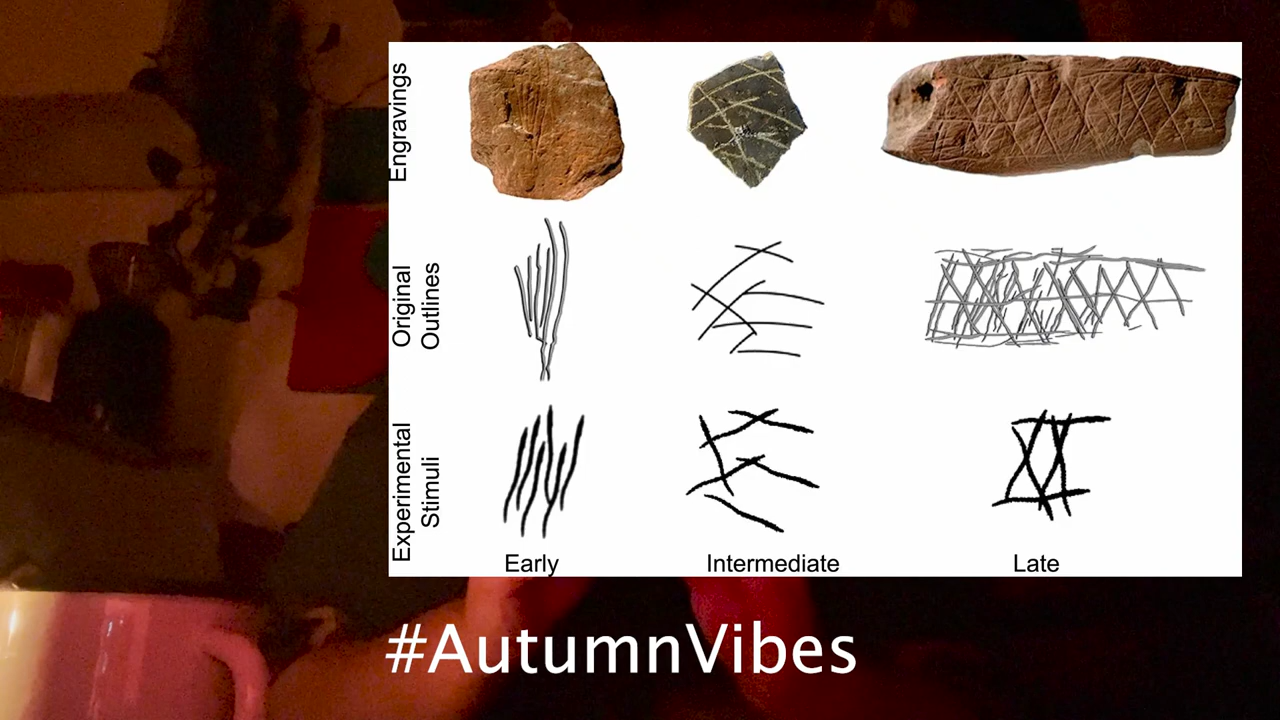 Engravings
Original
Outlines
Experimental
Stimuli
Early
Intermediate
Late
#AutumnVibes